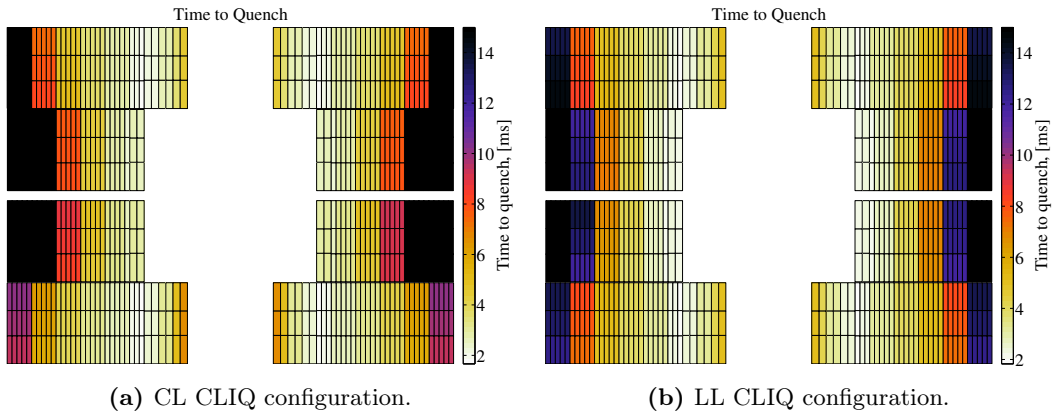 Time to Quench
14
12
10
8
6
4
2
Time to quench, [ms]
(a) CL CLIQ configuration.
Time to Quench
14
12
10
8
6
4
2
Time to quench, [ms]
(b) LL CLIQ configuration.